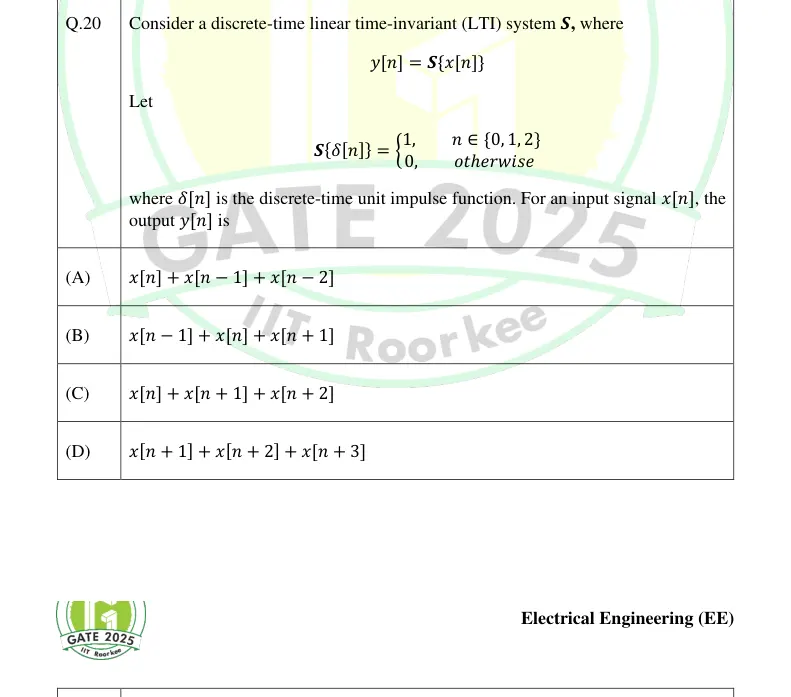 Q.20 Consider a discrete-time linear time-invariant (LTI) system S, where
y[n] = S{x[n]}
Let
S{δ[n]} = {1, n ∈ {0, 1, 2}
0, otherwise
where δ[n] is the discrete-time unit impulse function. For an input signal x[n], the
output y[n] is
GATE 2025
IIT Roorkee
(A) x[n] + x[n − 1] + x[n − 2]
(B) x[n − 1] + x[n] + x[n + 1]
(C) x[n] + x[n + 1] + x[n + 2]
(D) x[n + 1] + x[n + 2] + x[n + 3]
Electrical Engineering (EE)
GATE 2025
IIT Roorkee